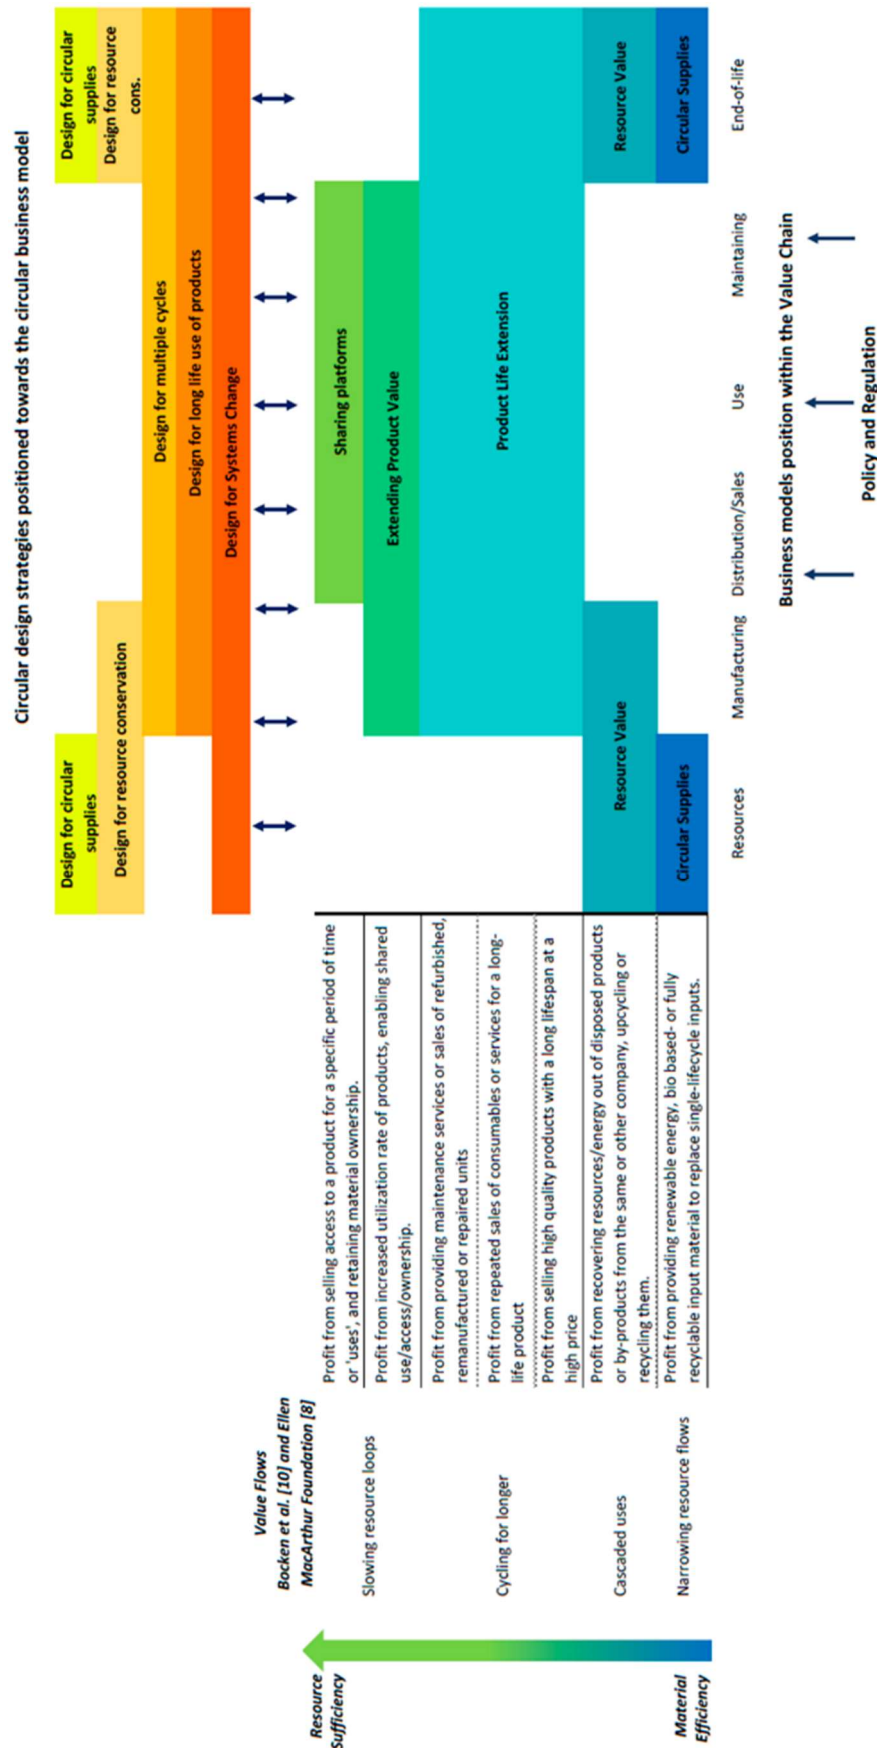 Circular design strategies positioned towards the circular business model
Design for circular
supplies
Design for circular
supplies
Design for resource conservation
Design for resource
cons.
Design for multiple cycles
Design for long life use of products
Design for Systems Change
Value Flows
Bocken et al. [10] and Ellen
MacArthur Foundation [8]
Resource
Sufficiency
Slowing resource loops
Profit from selling access to a product for a specific period of time
or 'uses', and retaining material ownership.
Sharing platforms
Profit from increased utilization rate of products, enabling shared
use/access/ownership.
Extending Product Value
Cycling for longer
Profit from providing maintenance services or sales of refurbished,
remanufactured or repaired units
Profit from repeated sales of consumables or services for a long-
life product
Profit from selling high quality products with a long lifespan at a
high price
Product Life Extension
Cascaded uses
Profit from recovering resources/energy out of disposed products
or by-products from the same or other company, upcycling or
recycling them.
Resource Value
Resource Value
Material
Efficiency
Narrowing resource flows
Profit from providing renewable energy, bio based- or fully
recyclable input material to replace single-lifecycle inputs.
Circular Supplies
Circular Supplies
Resources
Manufacturing
Distribution/Sales
Use
Maintaining
End-of-life
Business models position within the Value Chain
Policy and Regulation